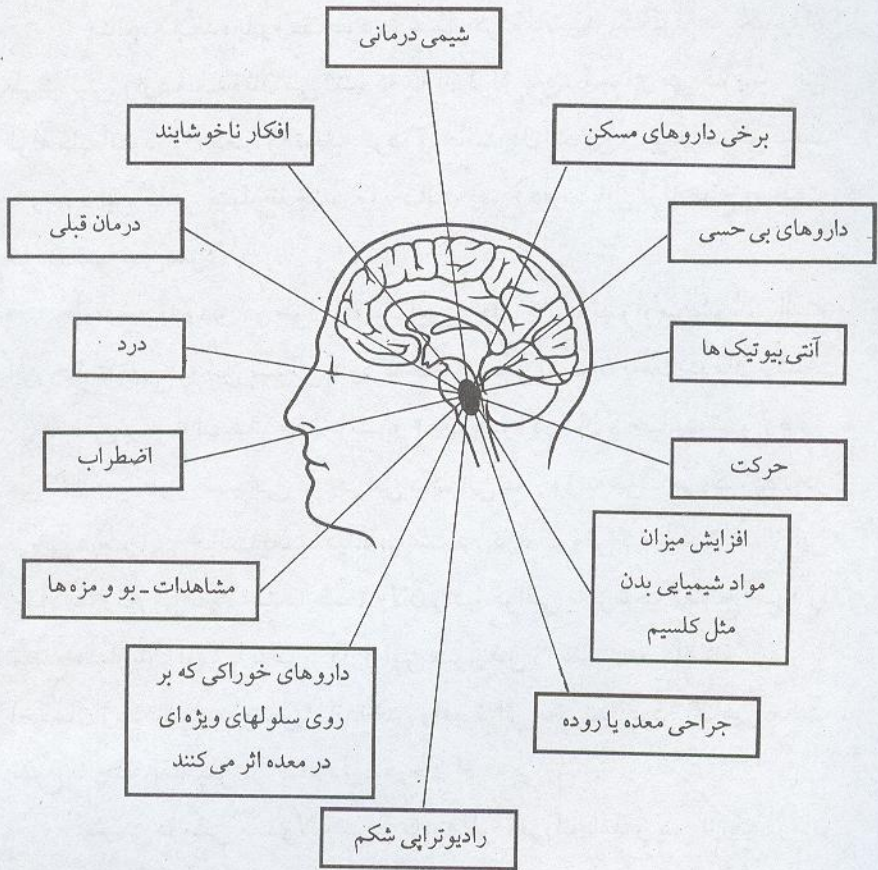 شیمی درمانی
برخی داروهای مسکن
افکار ناخوشایند
داروهای بی حسی
درمان قبلی
آنتی بیوتیک ها
درد
حرکت
اضطراب
افزایش میزان
مواد شیمیایی بدن
مثل کلسیم
مشاهدات - بو و مزه ها
داروهای خوراکی که بر
روی سلولهای ویژه ای
در معده اثر می کنند
جراحی معده یا روده
رادیوتراپی شکم